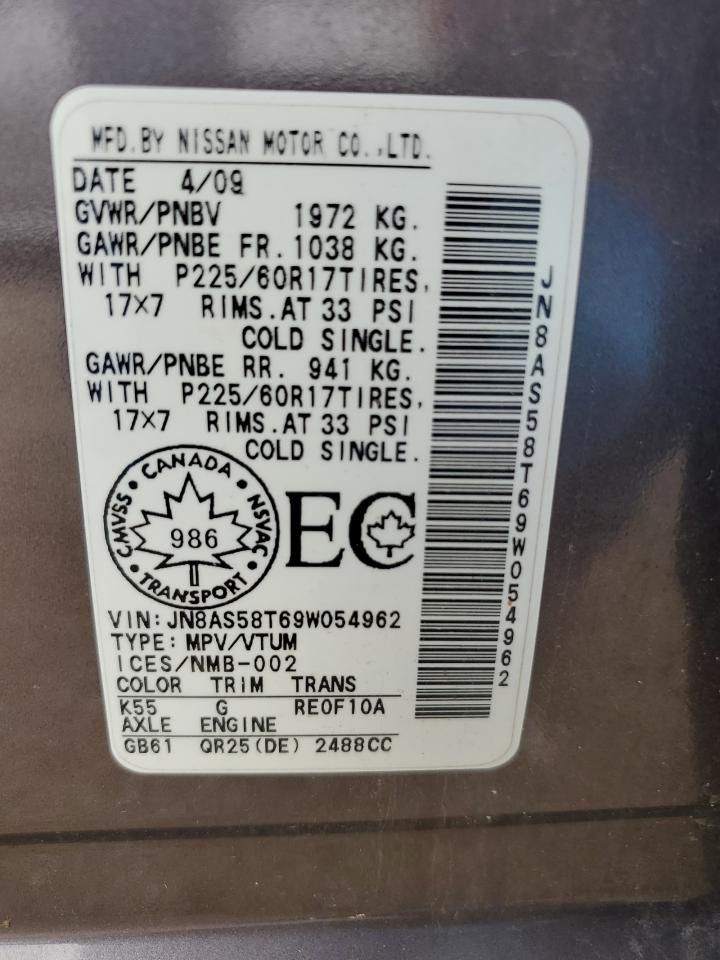 MFD.BY NISSAN MOTOR CO.,LTD.
DATE 4/09
GVWR/PNBV 1972 KG.
GAWR/PNBE FR. 1038 KG.
WITH P225/60R17TIRES,
17×7 RIMS.AT 33 PSI
COLD SINGLE.
GAWR/PNBE RR. 941 KG.
WITH P225/60R17TIRES,
17×7 RIMS.AT 33 PSI
COLD SINGLE.
CANADA
CMVSS
NSVAC
986
TRANSPORT
EC
VIN:JN8AS58T69W054962
TYPE:MPV/VTUM
ICES/NMB-002
COLOR TRIM TRANS
K55 G RE0F10A
AXLE ENGINE
GB61 QR25(DE) 2488CC
JN8AS58T69W054962